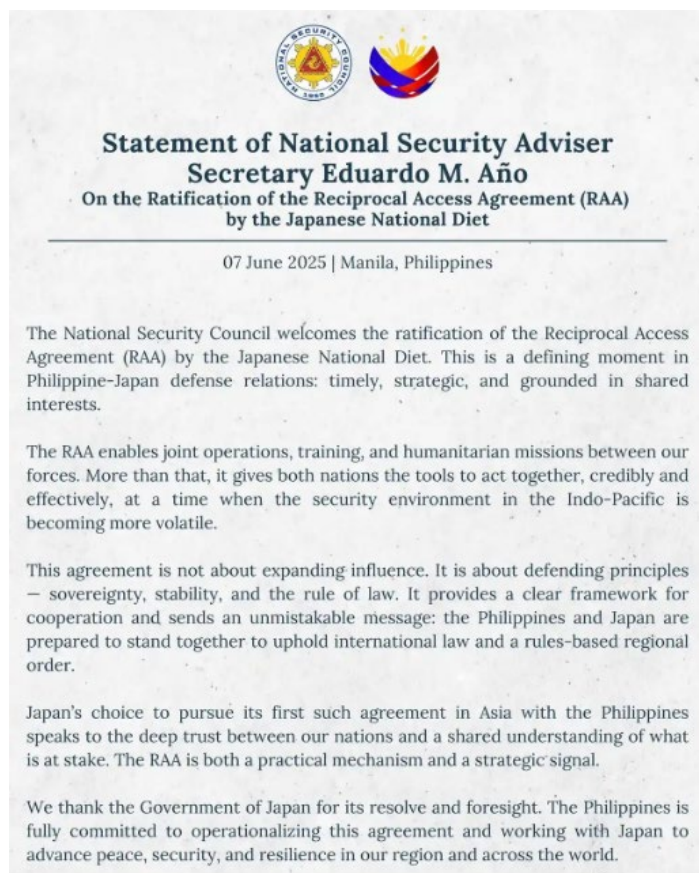 NATIONAL SECURITY COUNCIL
1950
Statement of National Security Adviser
Secretary Eduardo M. Año
On the Ratification of the Reciprocal Access Agreement (RAA)
by the Japanese National Diet
07 June 2025 | Manila, Philippines
The National Security Council welcomes the ratification of the Reciprocal Access
Agreement (RAA) by the Japanese National Diet. This is a defining moment in
Philippine-Japan defense relations: timely, strategic, and grounded in shared
interests.
The RAA enables joint operations, training, and humanitarian missions between our
forces. More than that, it gives both nations the tools to act together, credibly and
effectively, at a time when the security environment in the Indo-Pacific is
becoming more volatile.
This agreement is not about expanding influence. It is about defending principles
— sovereignty, stability, and the rule of law. It provides a clear framework for
cooperation and sends an unmistakable message: the Philippines and Japan are
prepared to stand together to uphold international law and a rules-based regional
order.
Japan's choice to pursue its first such agreement in Asia with the Philippines
speaks to the deep trust between our nations and a shared understanding of what
is at stake. The RAA is both a practical mechanism and a strategic signal.
We thank the Government of Japan for its resolve and foresight. The Philippines is
fully committed to operationalizing this agreement and working with Japan to
advance peace, security, and resilience in our region and across the world.